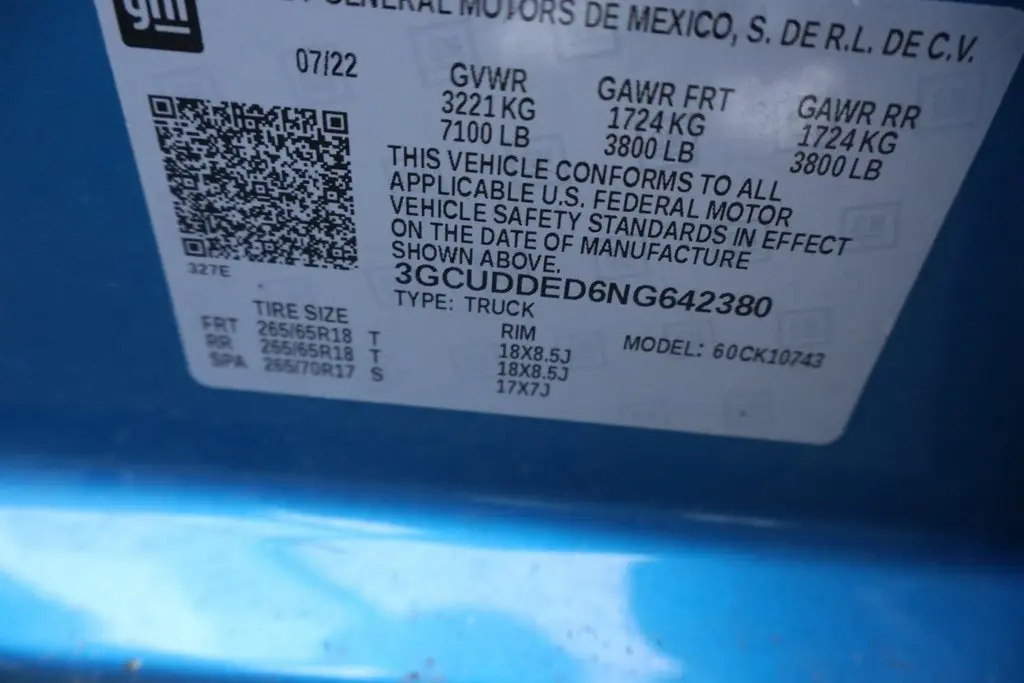 gm
GENERAL MOTORS DE MEXICO, S. DE R.L. DE C.V.
07/22
GVWR
3221 KG
7100 LB
GAWR FRT
1724 KG
3800 LB
GAWR RR
1724 KG
3800 LB
THIS VEHICLE CONFORMS TO ALL
APPLICABLE U.S. FEDERAL MOTOR
VEHICLE SAFETY STANDARDS IN EFFECT
ON THE DATE OF MANUFACTURE
SHOWN ABOVE.
327E
3GCUDDED6NG642380
TYPE: TRUCK
TIRE SIZE
RIM
FRT 265/65R18 T 18X8.5J
RR 265/65R18 T 18X8.5J
SPA 265/70R17 S 17X7J
MODEL: 60CK10743